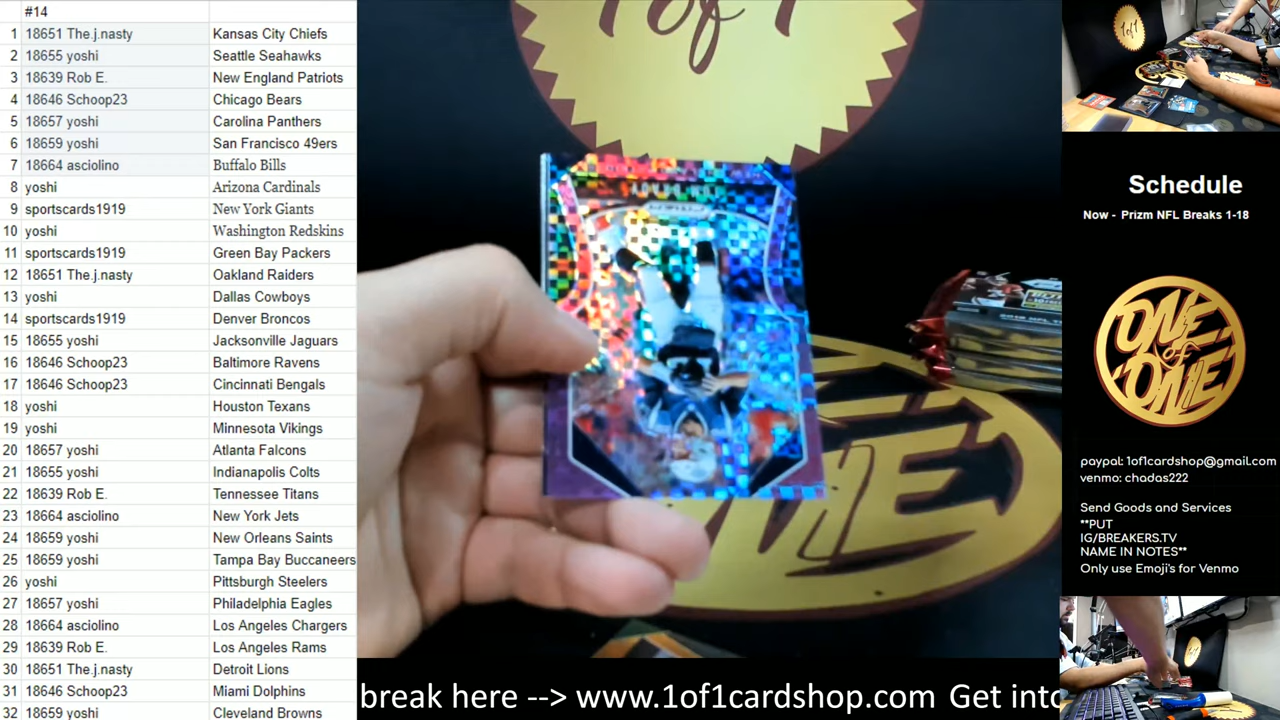 #14
1 18651 The.j.nasty Kansas City Chiefs
2 18655 yoshi Seattle Seahawks
3 18639 Rob E. New England Patriots
4 18646 Schoop23 Chicago Bears
5 18657 yoshi Carolina Panthers
6 18659 yoshi San Francisco 49ers
7 18664 asciolino Buffalo Bills
8 yoshi Arizona Cardinals
9 sportscards1919 New York Giants
10 yoshi Washington Redskins
11 sportscards1919 Green Bay Packers
12 18651 The.j.nasty Oakland Raiders
13 yoshi Dallas Cowboys
14 sportscards1919 Denver Broncos
15 18655 yoshi Jacksonville Jaguars
16 18646 Schoop23 Baltimore Ravens
17 18646 Schoop23 Cincinnati Bengals
18 yoshi Houston Texans
19 yoshi Minnesota Vikings
20 18657 yoshi Atlanta Falcons
21 18655 yoshi Indianapolis Colts
22 18639 Rob E. Tennessee Titans
23 18664 asciolino New York Jets
24 18659 yoshi New Orleans Saints
25 18659 yoshi Tampa Bay Buccaneers
26 yoshi Pittsburgh Steelers
27 18657 yoshi Philadelphia Eagles
28 18664 asciolino Los Angeles Chargers
29 18639 Rob E. Los Angeles Rams
30 18651 The.j.nasty Detroit Lions
31 18646 Schoop23 Miami Dolphins
32 18659 yoshi Cleveland Browns
1of1
break here --> www.1of1cardshop.com Get into
Schedule
Now - Prizm NFL Breaks 1-18
ONE
of
ONE
paypal: 1of1cardshop@gmail.com
venmo: chadas222
Send Goods and Services
**PUT
IG/BREAKERS.TV
NAME IN NOTES**
Only use Emoji's for Venmo